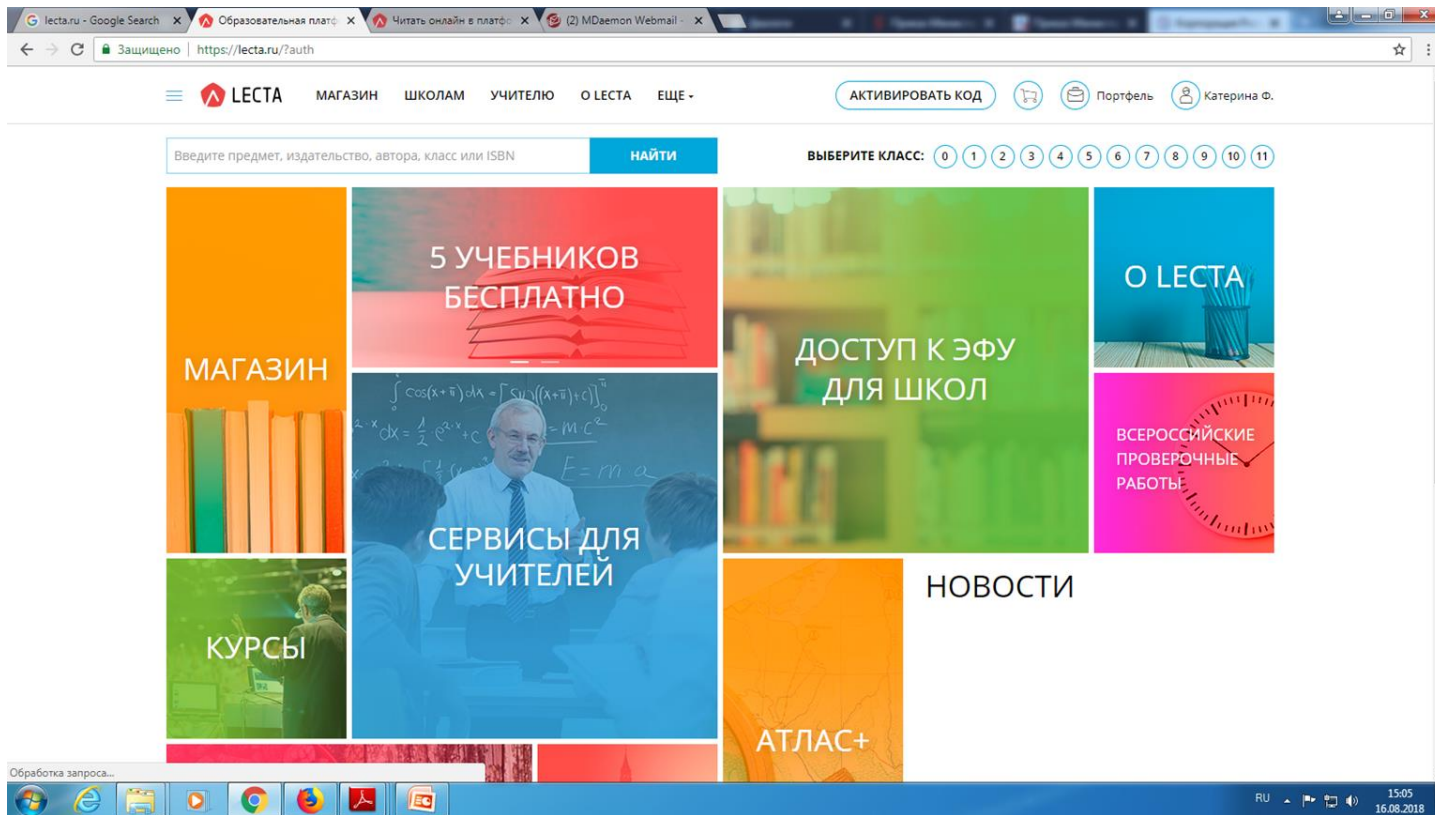 lecta.ru - Google Search
Образовательная платф
Читать онлайн в платфо
(2) MDaemon Webmail -
Защищено
https://lecta.ru/?auth
LECTA
МАГАЗИН
ШКОЛАМ
УЧИТЕЛЮ
О LECTA
ЕЩЕ
АКТИВИРОВАТЬ КОД
Портфель
Катерина Ф.
Введите предмет, издательство, автора, класс или ISBN
НАЙТИ
ВЫБЕРИТЕ КЛАСС: 0 1 2 3 4 5 6 7 8 9 10 11
МАГАЗИН
5 УЧЕБНИКОВ
БЕСПЛАТНО
ДОСТУП К ЭФУ
ДЛЯ ШКОЛ
О LECTA
ВСЕРОССИЙСКИЕ
ПРОВЕРОЧНЫЕ
РАБОТЫ
СЕРВИСЫ ДЛЯ
УЧИТЕЛЕЙ
E = m a
КУРСЫ
АТЛАС+
НОВОСТИ
Обработка запроса...
RU
15:05
16.08.2018